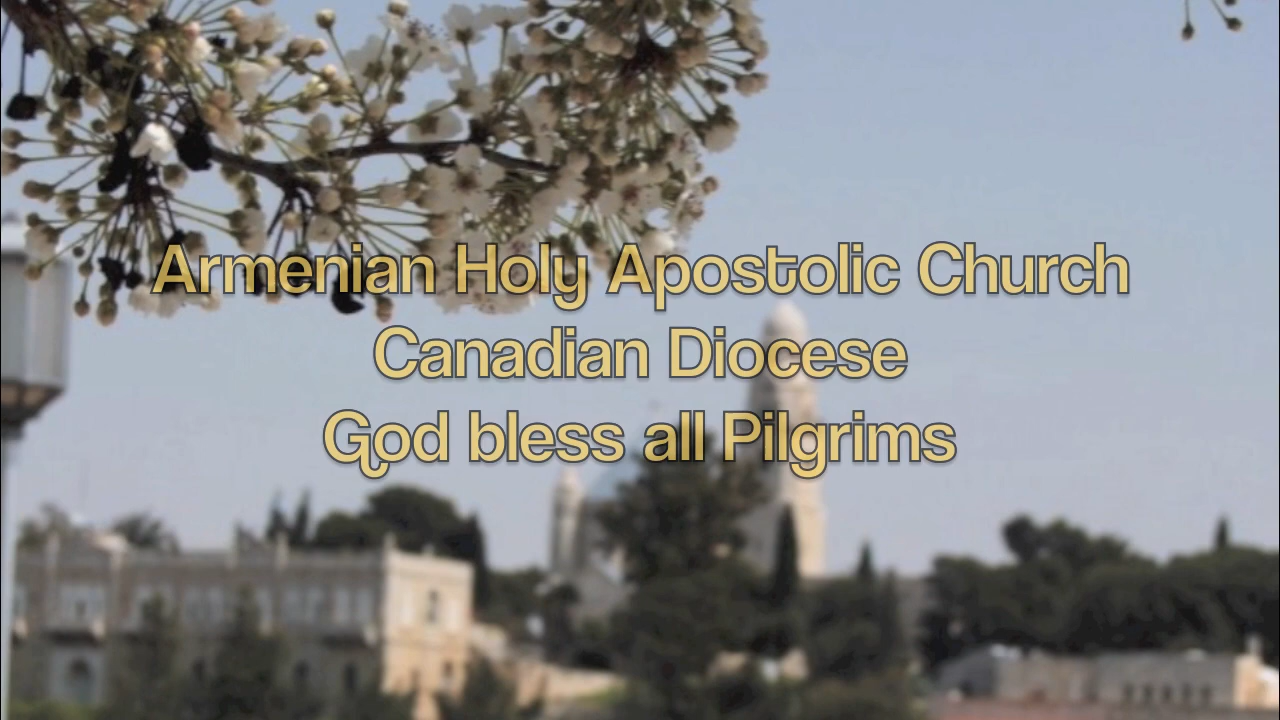 Armenian Holy Apostolic Church
Canadian Diocese
God bless all Pilgrims